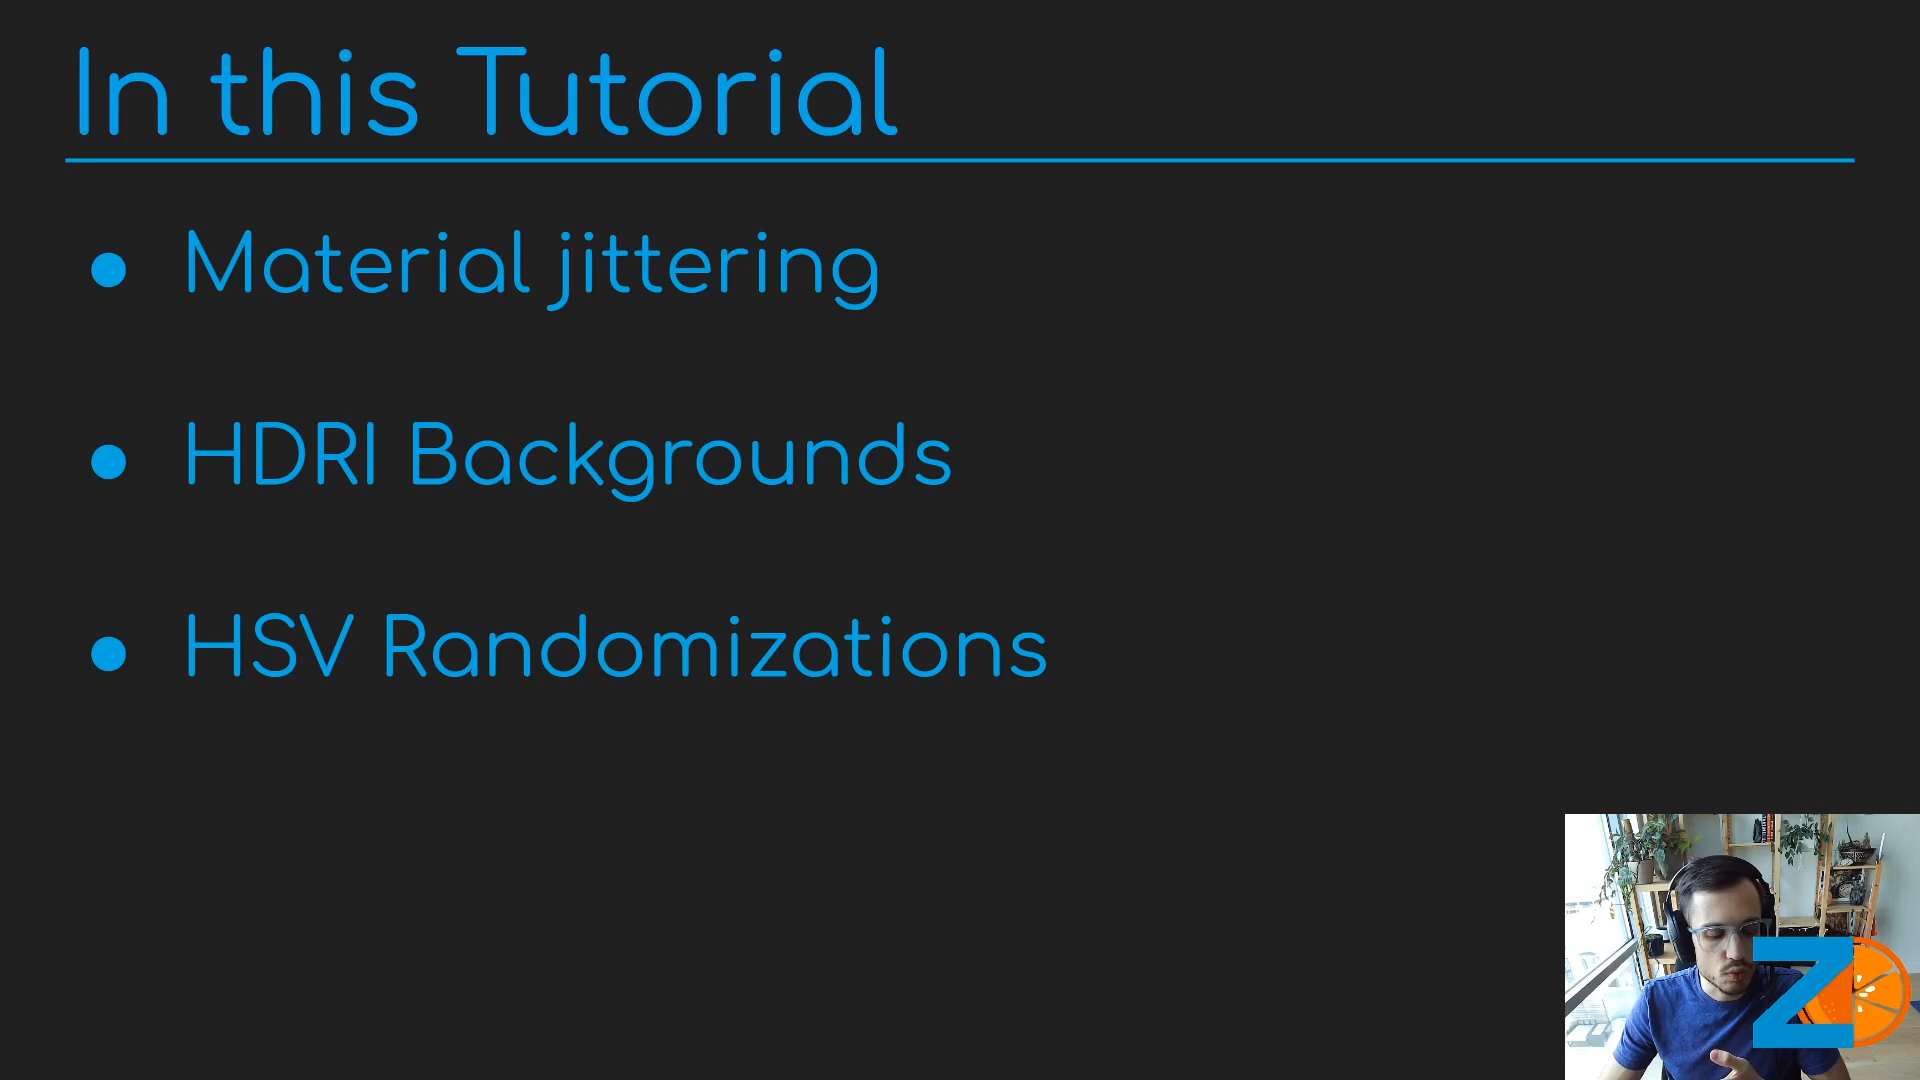 In this Tutorial
Material jittering
HDRI Backgrounds
HSV Randomizations
Z